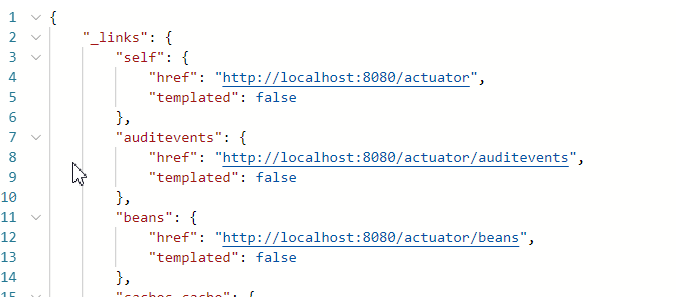 1 {
2 "_links": {
3 "self": {
4 "href": "http://localhost:8080/actuator",
5 "templated": false
6 },
7 "auditevents": {
8 "href": "http://localhost:8080/actuator/auditevents",
9 "templated": false
10 },
11 "beans": {
12 "href": "http://localhost:8080/actuator/beans",
13 "templated": false
14 },
15 "caches-cache": {